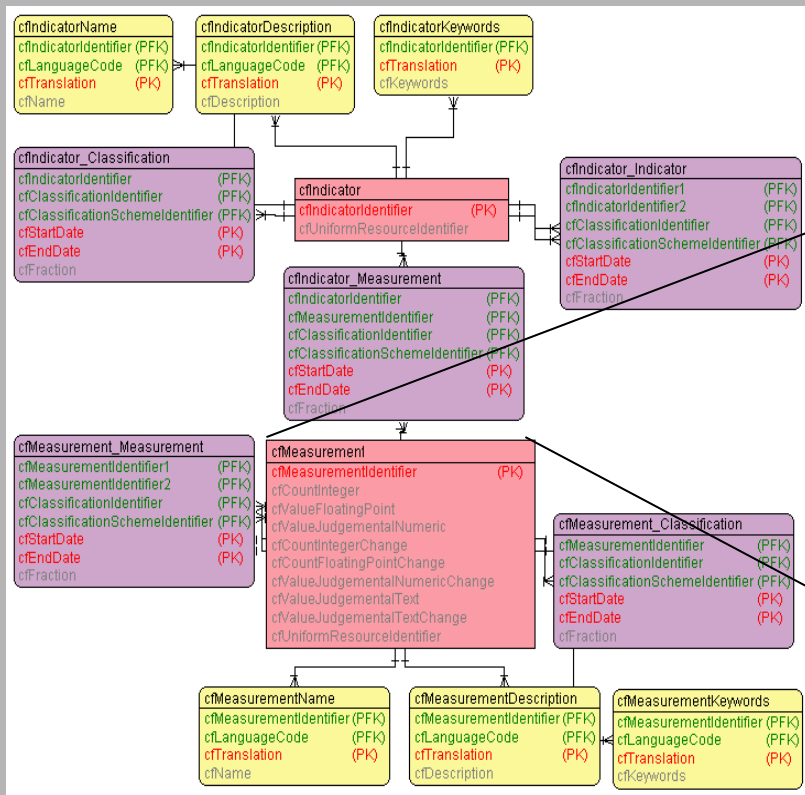 cfIndicatorName
cfIndicatorIdentifier (PFK)
cfLanguageCode (PFK)
cfTranslation (PK)
cfName
cfIndicatorDescription
cfIndicatorIdentifier (PFK)
cfLanguageCode (PFK)
cfTranslation (PK)
cfDescription
cfIndicatorKeywords
cfIndicatorIdentifier (PFK)
cfTranslation (PK)
cfKeywords
cfIndicator_Classification
cfIndicatorIdentifier (PFK)
cfClassificationIdentifier (PFK)
cfClassificationSchemeIdentifier (PFK)
cfStartDate (PK)
cfEndDate (PK)
cfFraction
cfIndicator
cfIndicatorIdentifier (PK)
cfUniformResourceIdentifier
cfIndicator_Indicator
cfIndicatorIdentifier1 (PFK)
cfIndicatorIdentifier2 (PFK)
cfClassificationIdentifier (PFK)
cfClassificationSchemeIdentifier (PFK)
cfStartDate (PK)
cfEndDate (PK)
cfFraction
cfIndicator_Measurement
cfIndicatorIdentifier (PFK)
cfMeasurementIdentifier (PFK)
cfClassificationIdentifier (PFK)
cfClassificationSchemeIdentifier (PFK)
cfStartDate (PK)
cfEndDate (PK)
cfFraction
cfMeasurement_Measurement
cfMeasurementIdentifier1 (PFK)
cfMeasurementIdentifier2 (PFK)
cfClassificationIdentifier (PFK)
cfClassificationSchemeIdentifier (PFK)
cfStartDate (PK)
cfEndDate (PK)
cfFraction
cfMeasurement
cfMeasurementIdentifier (PK)
cfCountInteger
cfValueFloatingPoint
cfValueJudgementalNumeric
cfCountIntegerChange
cfCountFloatingPointChange
cfValueJudgementalNumericChange
cfValueJudgementalText
cfValueJudgementalTextChange
cfUniformResourceIdentifier
cfMeasurement_Classification
cfMeasurementIdentifier (PFK)
cfClassificationIdentifier (PFK)
cfClassificationSchemeIdentifier (PFK)
cfStartDate (PK)
cfEndDate (PK)
cfFraction
cfMeasurementName
cfMeasurementIdentifier (PFK)
cfLanguageCode (PFK)
cfTranslation (PK)
cfName
cfMeasurementDescription
cfMeasurementIdentifier (PFK)
cfLanguageCode (PFK)
cfTranslation (PK)
cfDescription
cfMeasurementKeywords
cfMeasurementIdentifier (PFK)
cfLanguageCode (PFK)
cfTranslation (PK)
cfKeywords